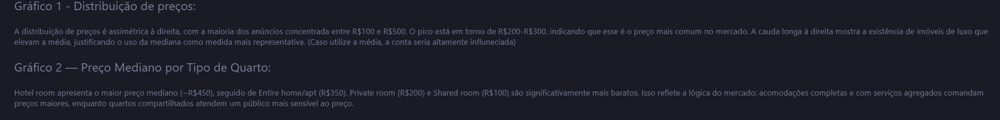 Gráfico 1 - Distribuição de preços:
A distribuição de preços é assimétrica à direita, com a maioria dos anúncios concentrada entre R$100 e R$500. O pico está em torno de R$200-R$300, indicando que esse é o preço mais comum no mercado. A cauda longa à direita mostra a existência de imóveis de luxo que
elevam a média, justificando o uso da mediana como medida mais representativa. (Caso utilize a média, a conta seria altamente influneciada)
Gráfico 2 — Preço Mediano por Tipo de Quarto:
Hotel room apresenta o maior preço mediano (~R$450), seguido de Entire home/apt (R$350). Private room (R$200) e Shared room (R$100) são significativamente mais baratos. Isso reflete a lógica do mercado: acomodações completas e com serviços agregados comandam
preços maiores, enquanto quartos compartilhados atendem um público mais sensível ao preço.